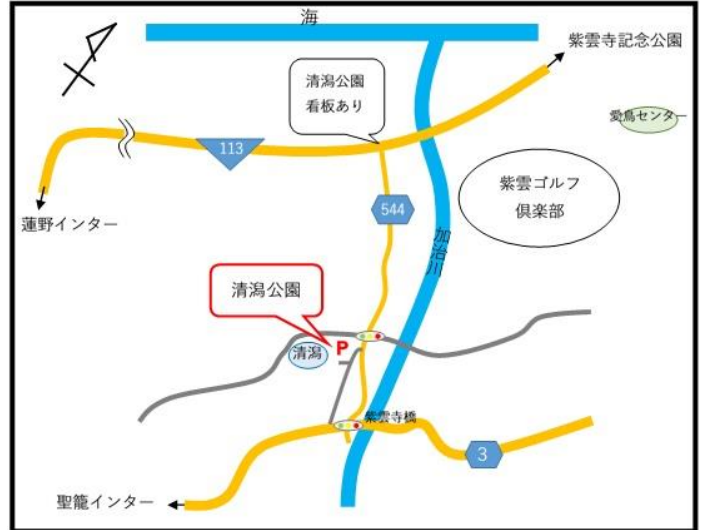 海
紫雲寺記念公園
清潟公園
看板あり
愛鳥センター
113
紫雲ゴルフ
倶楽部
544
蓮野インター
加治川
清潟公園
P
清潟
紫雲寺橋
3
聖籠インター